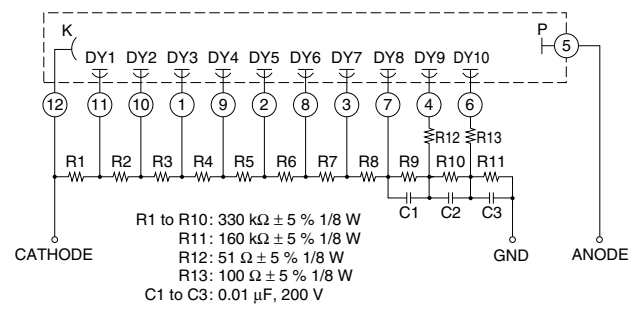 K P
5
DY1 DY2 DY3 DY4 DY5 DY6 DY7 DY8 DY9 DY10
12 11 10 1 9 2 8 3 7 4 6
R12 R13
R1 R2 R3 R4 R5 R6 R7 R8 R9 R10 R11
C1 C2 C3
R1 to R10: 330 kΩ ± 5 % 1/8 W
R11: 160 kΩ ± 5 % 1/8 W
R12: 51 Ω ± 5 % 1/8 W
R13: 100 Ω ± 5 % 1/8 W
C1 to C3: 0.01 μF, 200 V
CATHODE GND ANODE